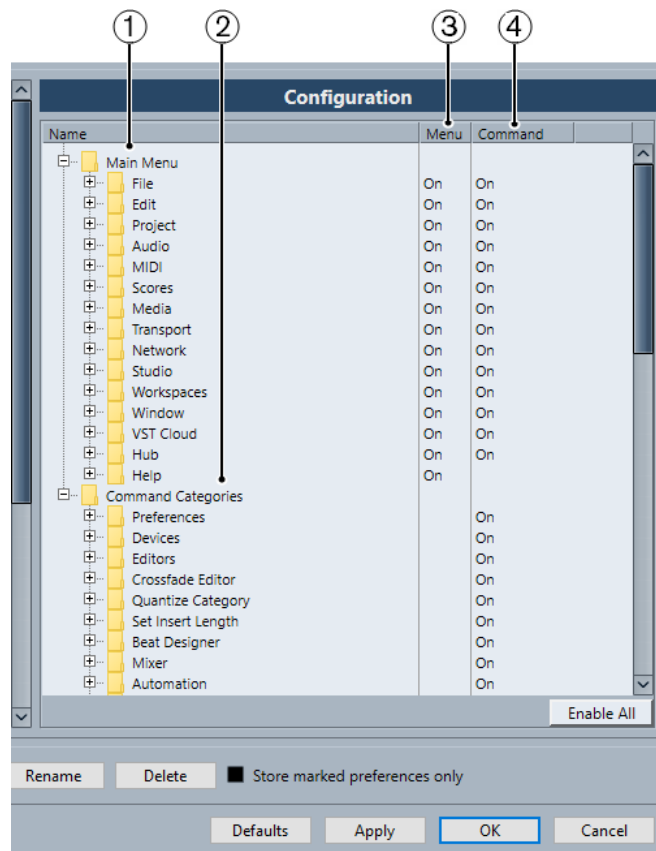 1 2 3 4
Configuration
Name Menu Command
Main Menu
File On On
Edit On On
Project On On
Audio On On
MIDI On On
Scores On On
Media On On
Transport On On
Network On On
Studio On On
Workspaces On On
Window On On
VST Cloud On On
Hub On On
Help On
Command Categories
Preferences On
Devices On
Editors On
Crossfade Editor On
Quantize Category On
Set Insert Length On
Beat Designer On
Mixer On
Automation On
Enable All
Rename Delete Store marked preferences only
Defaults Apply OK Cancel